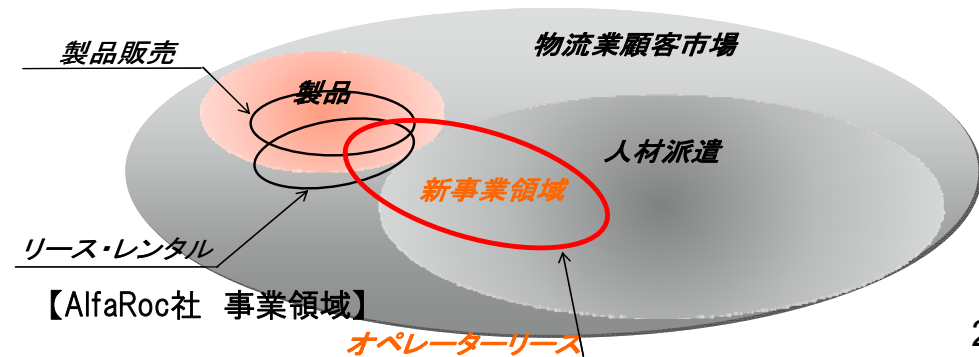 物流業顧客市場
製品販売
製品
人材派遣
新事業領域
リース・レンタル
【AlfaRoc社　事業領域】
オペレーターリース